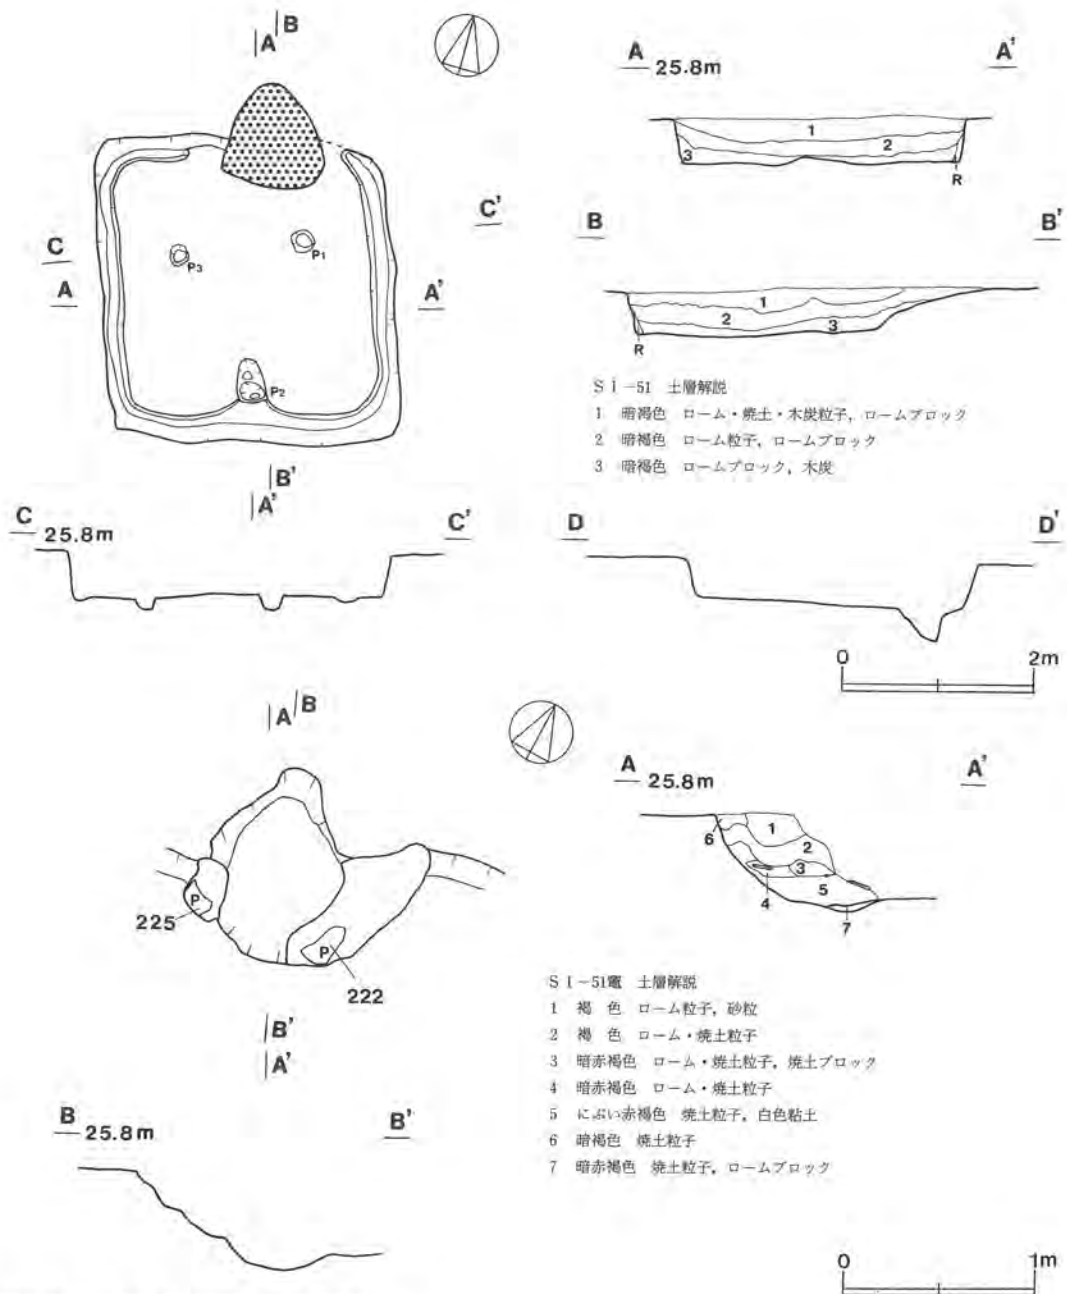 A B
A 25.8m A'
1
2
3
R
C'
C
P3
P1
A
A'
B B'
1
2
3
R
P2
SI-51 土層解説
1 暗褐色 ローム・焼土・木炭粒子，ロームブロック
2 暗褐色 ローム粒子，ロームブロック
3 暗褐色 ロームブロック，木炭
B'
A'
C 25.8m C'
D D'
0 2m
A B
A 25.8m A'
1
6
2
3
5
4
7
P
225
P
222
B'
A'
SI-51竈 土層解説
1 褐色 ローム粒子，砂粒
2 褐色 ローム・焼土粒子
3 暗赤褐色 ローム・焼土粒子，焼土ブロック
4 暗赤褐色 ローム・焼土粒子
5 にぶい赤褐色 焼土粒子，白色粘土
6 暗褐色 焼土粒子
7 暗赤褐色 焼土粒子，ロームブロック
B 25.8m B'
0 1m